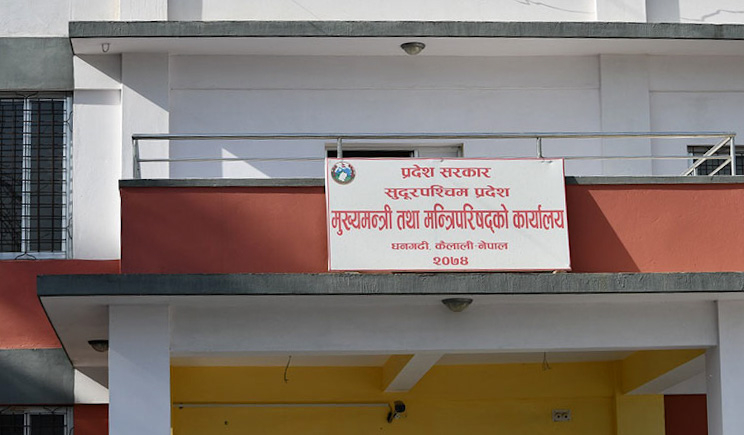 प्रदेश सरकार
सुदूरपश्चिम प्रदेश
मुख्यमन्त्री तथा मन्त्रिपरिषद्को कार्यालय
धनगढी, कैलाली-नेपाल
२०७४